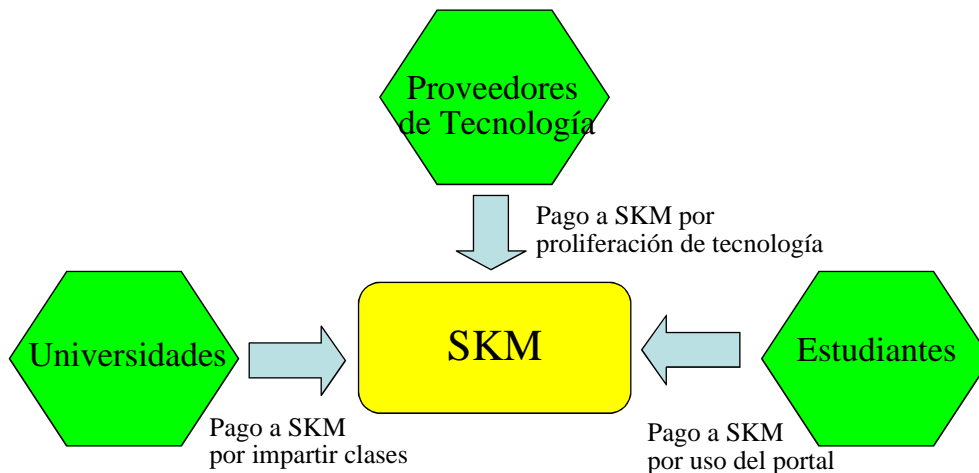 Proveedores
de Tecnología
Pago a SKM por
proliferación de tecnología
Universidades
SKM
Estudiantes
Pago a SKM
por impartir clases
Pago a SKM
por uso del portal